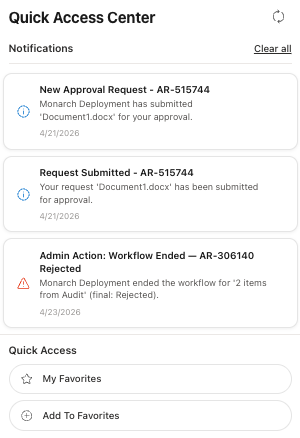 Quick Access Center
Notifications
Clear all
New Approval Request - AR-515744
Monarch Deployment has submitted
'Document1.docx' for your approval.
4/21/2026
Request Submitted - AR-515744
Your request 'Document1.docx' has been submitted
for approval.
4/21/2026
Admin Action: Workflow Ended — AR-306140
Rejected
Monarch Deployment ended the workflow for '2 items
from Audit' (final: Rejected).
4/23/2026
Quick Access
My Favorites
Add To Favorites